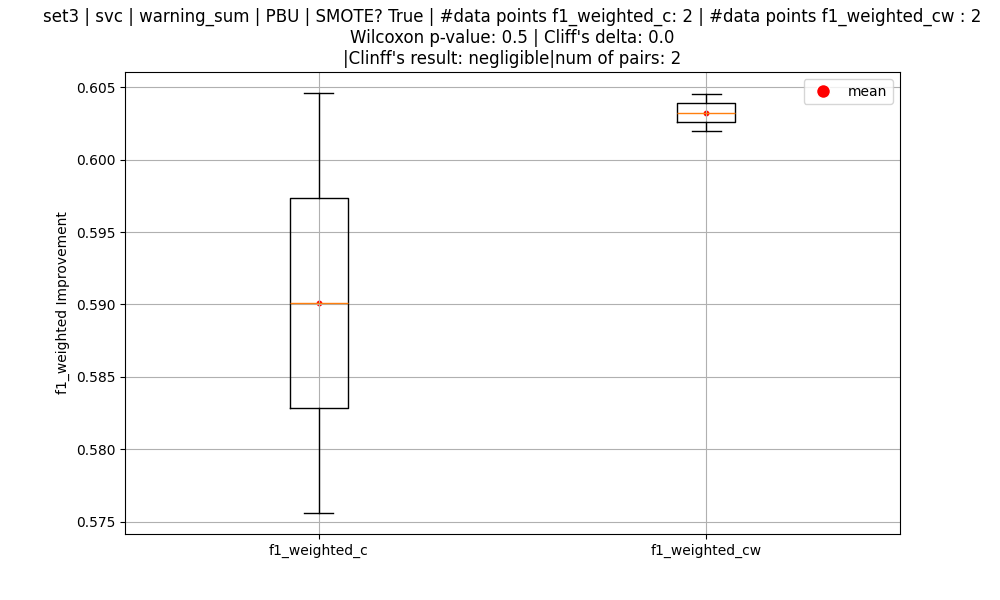 set3 | svc | warning_sum | PBU | SMOTE? True | #data points f1_weighted_c: 2 | #data points f1_weighted_cw : 2
Wilcoxon p-value: 0.5 | Cliff's delta: 0.0
|Clinff's result: negligible|num of pairs: 2
mean
f1_weighted Improvement
0.605
0.600
0.595
0.590
0.585
0.580
0.575
f1_weighted_c
f1_weighted_cw